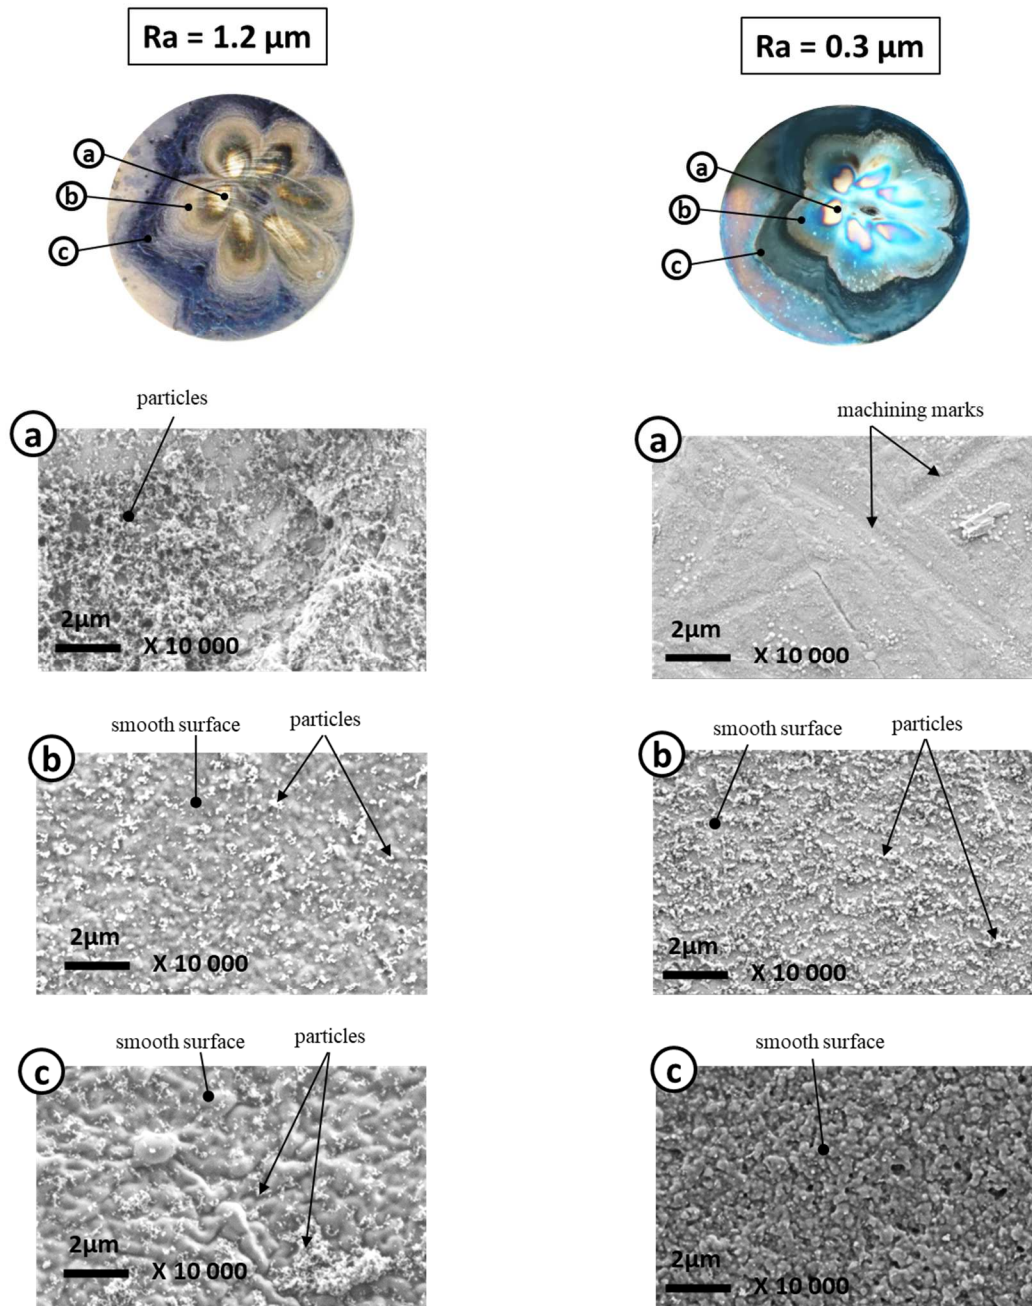 Ra = 1.2 µm
Ra = 0.3 µm
a
b
c
a
b
c
particles
a
2µm
X 10 000
machining marks
a
2µm
X 10 000
smooth surface
particles
b
2µm
X 10 000
smooth surface
particles
b
2µm
X 10 000
smooth surface
particles
c
2µm
X 10 000
smooth surface
c
2µm
X 10 000